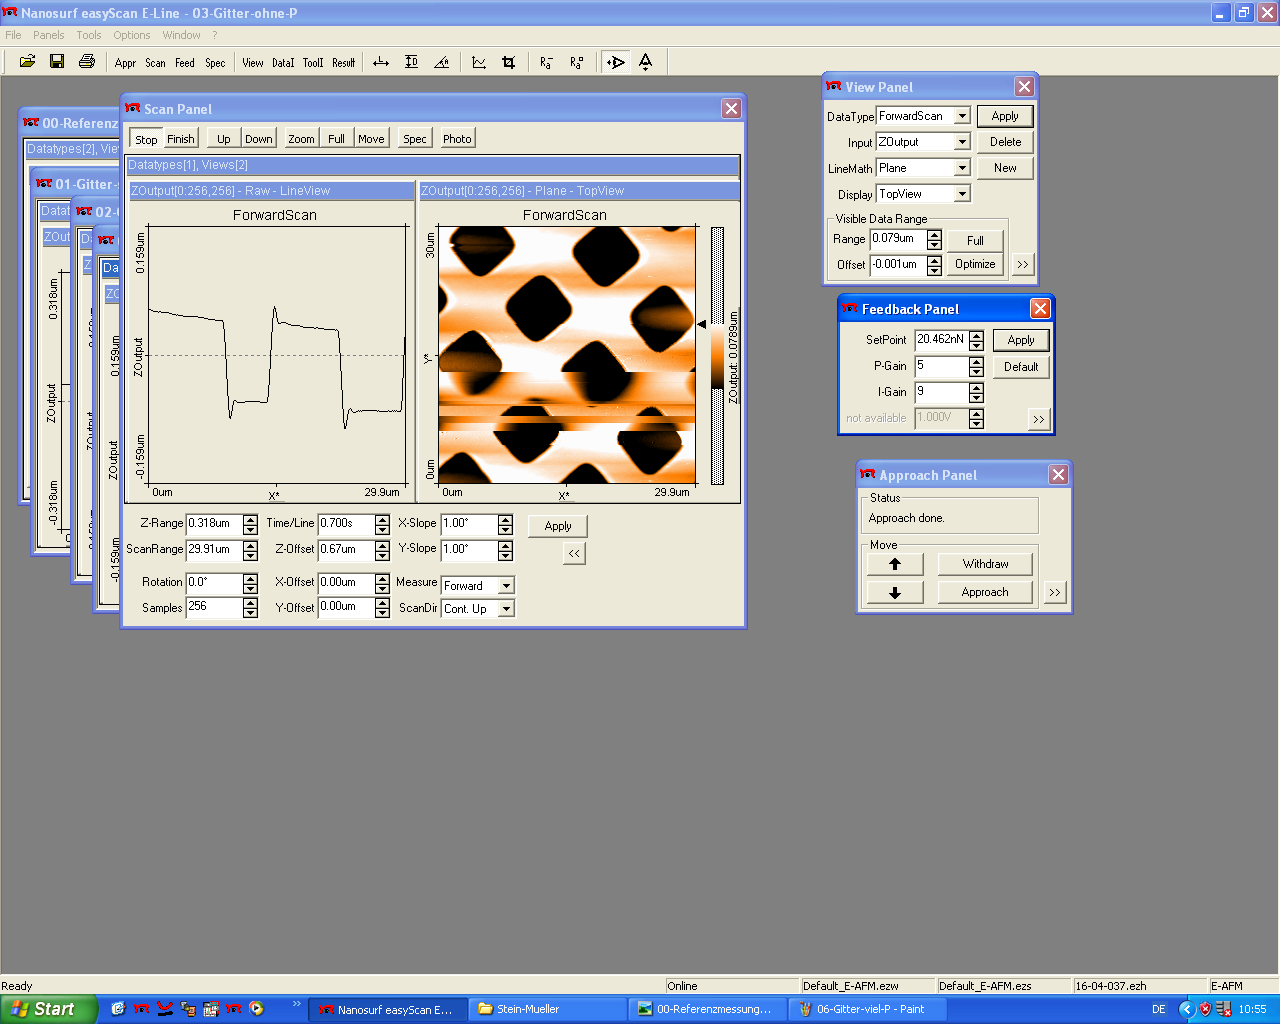 Nanosurf easyScan E-Line - 03-Gitter-ohne-P
File Panels Tools Options Window ?
Appr Scan Feed Spec View DataI ToolI Result
00-Referenz
Datatypes[2], Vie
01-Gitter-
Datat
ZOut
02-
0.318um
ZOutput
-0.318um
0.159um
ZOutput
-0.159um
Scan Panel
Stop Finish Up Down Zoom Full Move Spec Photo
Datatypes[1], Views[2]
ZOutput[0:256,256] - Raw - LineView
ForwardScan
0.159um
ZOutput
-0.159um
0um X* 29.9um
ZOutput[0:256,256] - Plane - TopView
ForwardScan
30um
Y*
0um
0um X* 29.9um
ZOutput: 0.0789um
Z-Range 0.318um Time/Line 0.700s X-Slope 1.00° Apply
ScanRange 29.91um Z-Offset 0.67um Y-Slope 1.00° <<
Rotation 0.0° X-Offset 0.00um Measure Forward
Samples 256 Y-Offset 0.00um ScanDir Cont. Up
View Panel
DataType ForwardScan Apply
Input ZOutput Delete
LineMath Plane New
Display TopView
Visible Data Range
Range 0.079um Full
Offset -0.001um Optimize >>
Feedback Panel
SetPoint 20.462nN Apply
P-Gain 5 Default
I-Gain 9
not available 1.000V >>
Approach Panel
Status
Approach done.
Move
Withdraw
Approach >>
Ready Online Default_E-AFM.ezw Default_E-AFM.ezs 16-04-037.ezh E-AFM
Start Nanosurf easyScan E... Stein-Mueller 00-Referenzmessung... 06-Gitter-viel-P - Paint DE 10:55